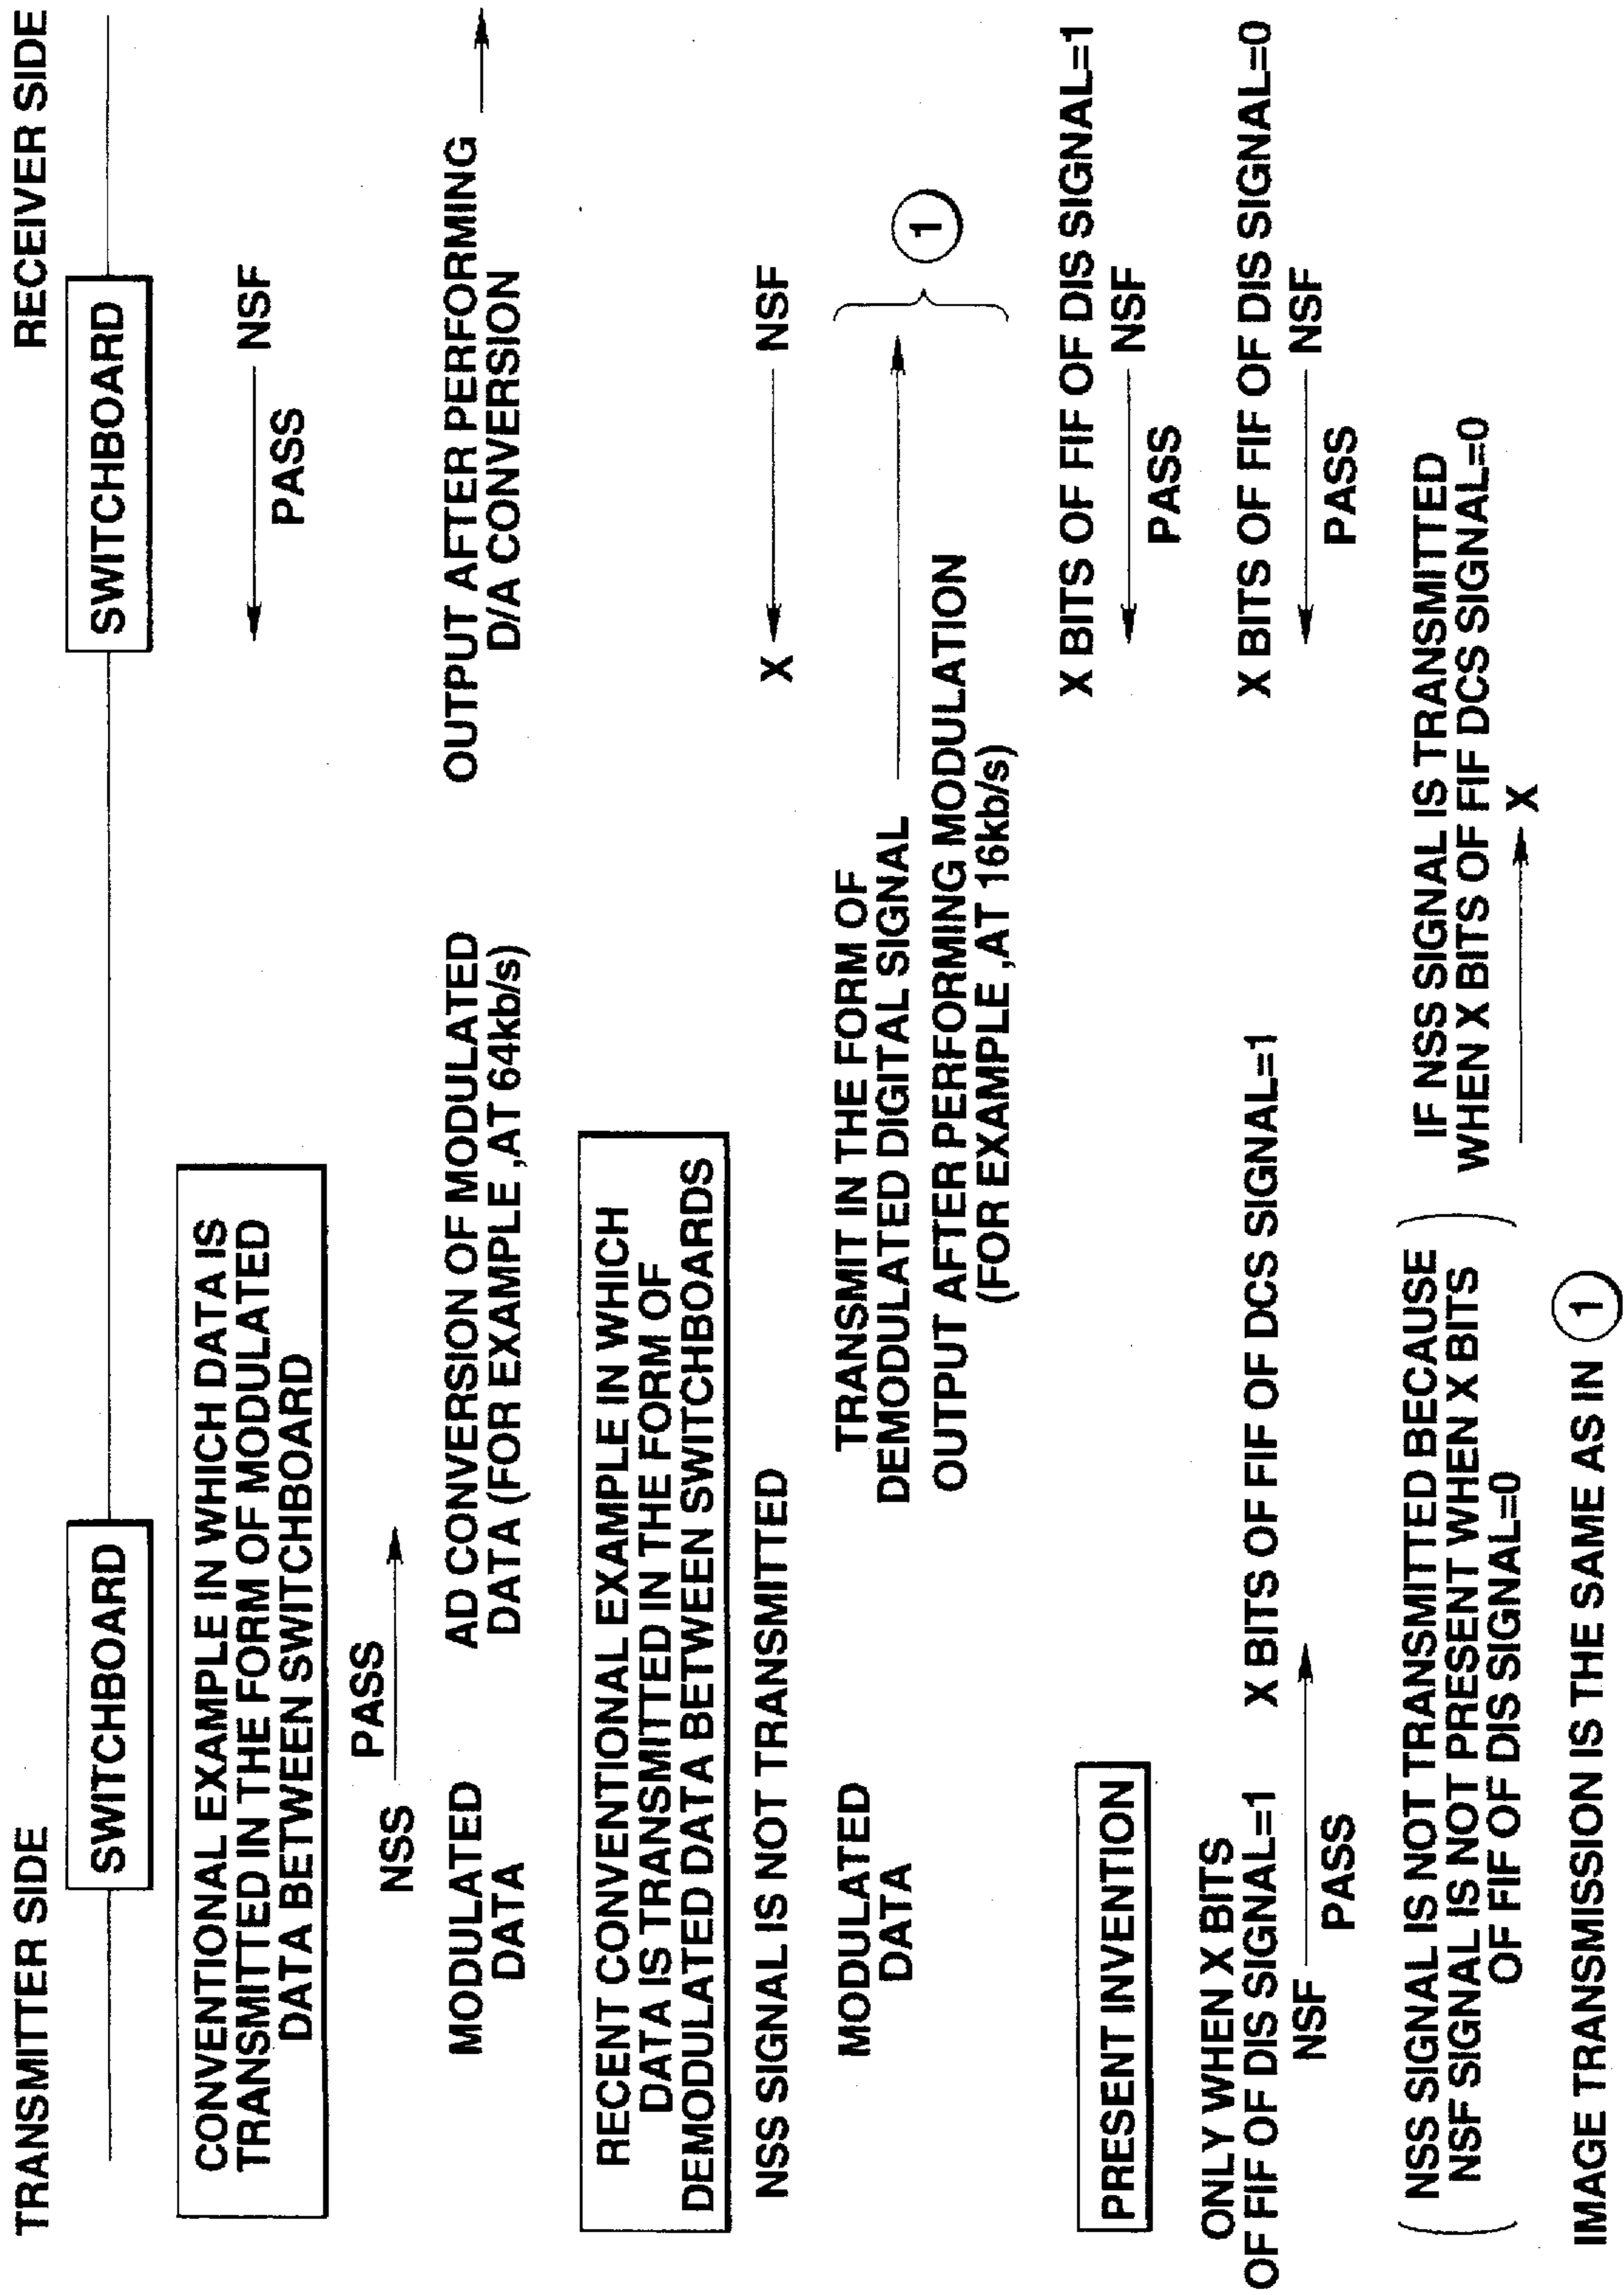 TRANSMITTER SIDE
RECEIVER SIDE
SWITCHBOARD
SWITCHBOARD
CONVENTIONAL EXAMPLE IN WHICH DATA IS
TRANSMITTED IN THE FORM OF MODULATED
DATA BETWEEN SWITCHBOARD
NSF
PASS
PASS
NSS
MODULATED
DATA
AD CONVERSION OF MODULATED
DATA (FOR EXAMPLE ,AT 64kb/s)
OUTPUT AFTER PERFORMING
D/A CONVERSION
RECENT CONVENTIONAL EXAMPLE IN WHICH
DATA IS TRANSMITTED IN THE FORM OF
DEMODULATED DATA BETWEEN SWITCHBOARDS
NSS SIGNAL IS NOT TRANSMITTED
X
NSF
MODULATED
DATA
TRANSMIT IN THE FORM OF
DEMODULATED DIGITAL SIGNAL
OUTPUT AFTER PERFORMING MODULATION
(FOR EXAMPLE ,AT 16kb/s)
1
PRESENT INVENTION
X BITS OF FIF OF DIS SIGNAL=1
NSF
PASS
ONLY WHEN X BITS
OF FIF OF DIS SIGNAL=1
NSF
PASS
X BITS OF FIF OF DCS SIGNAL=1
X BITS OF FIF OF DIS SIGNAL=0
NSF
PASS
(NSS SIGNAL IS NOT TRANSMITTED BECAUSE
NSF SIGNAL IS NOT PRESENT WHEN X BITS
OF FIF OF DIS SIGNAL=0)
IF NSS SIGNAL IS TRANSMITTED
WHEN X BITS OF FIF DCS SIGNAL=0
X
IMAGE TRANSMISSION IS THE SAME AS IN 1